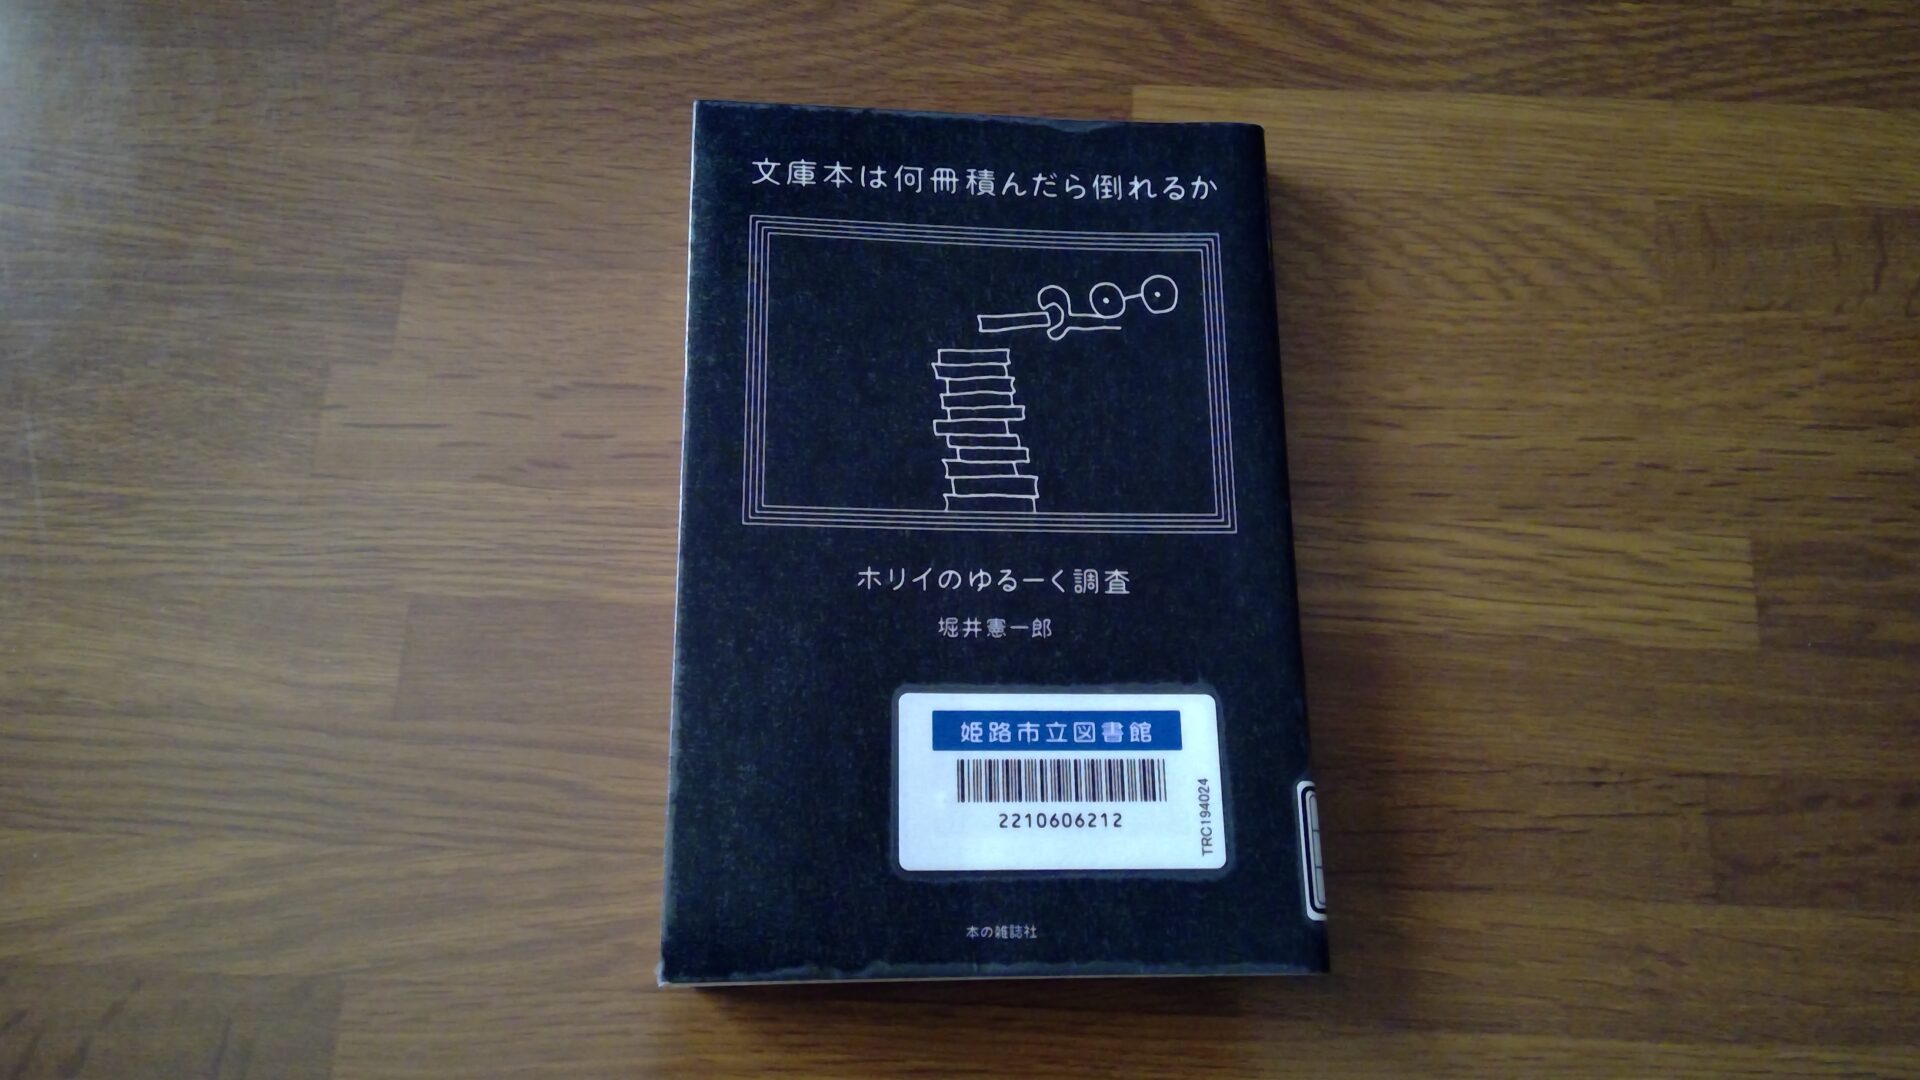 文庫本は何冊積んだら倒れるか
ホリイのゆるーく調査
堀井憲一郎
姫路市立図書館
2210606212
TRC194024
本の雑誌社